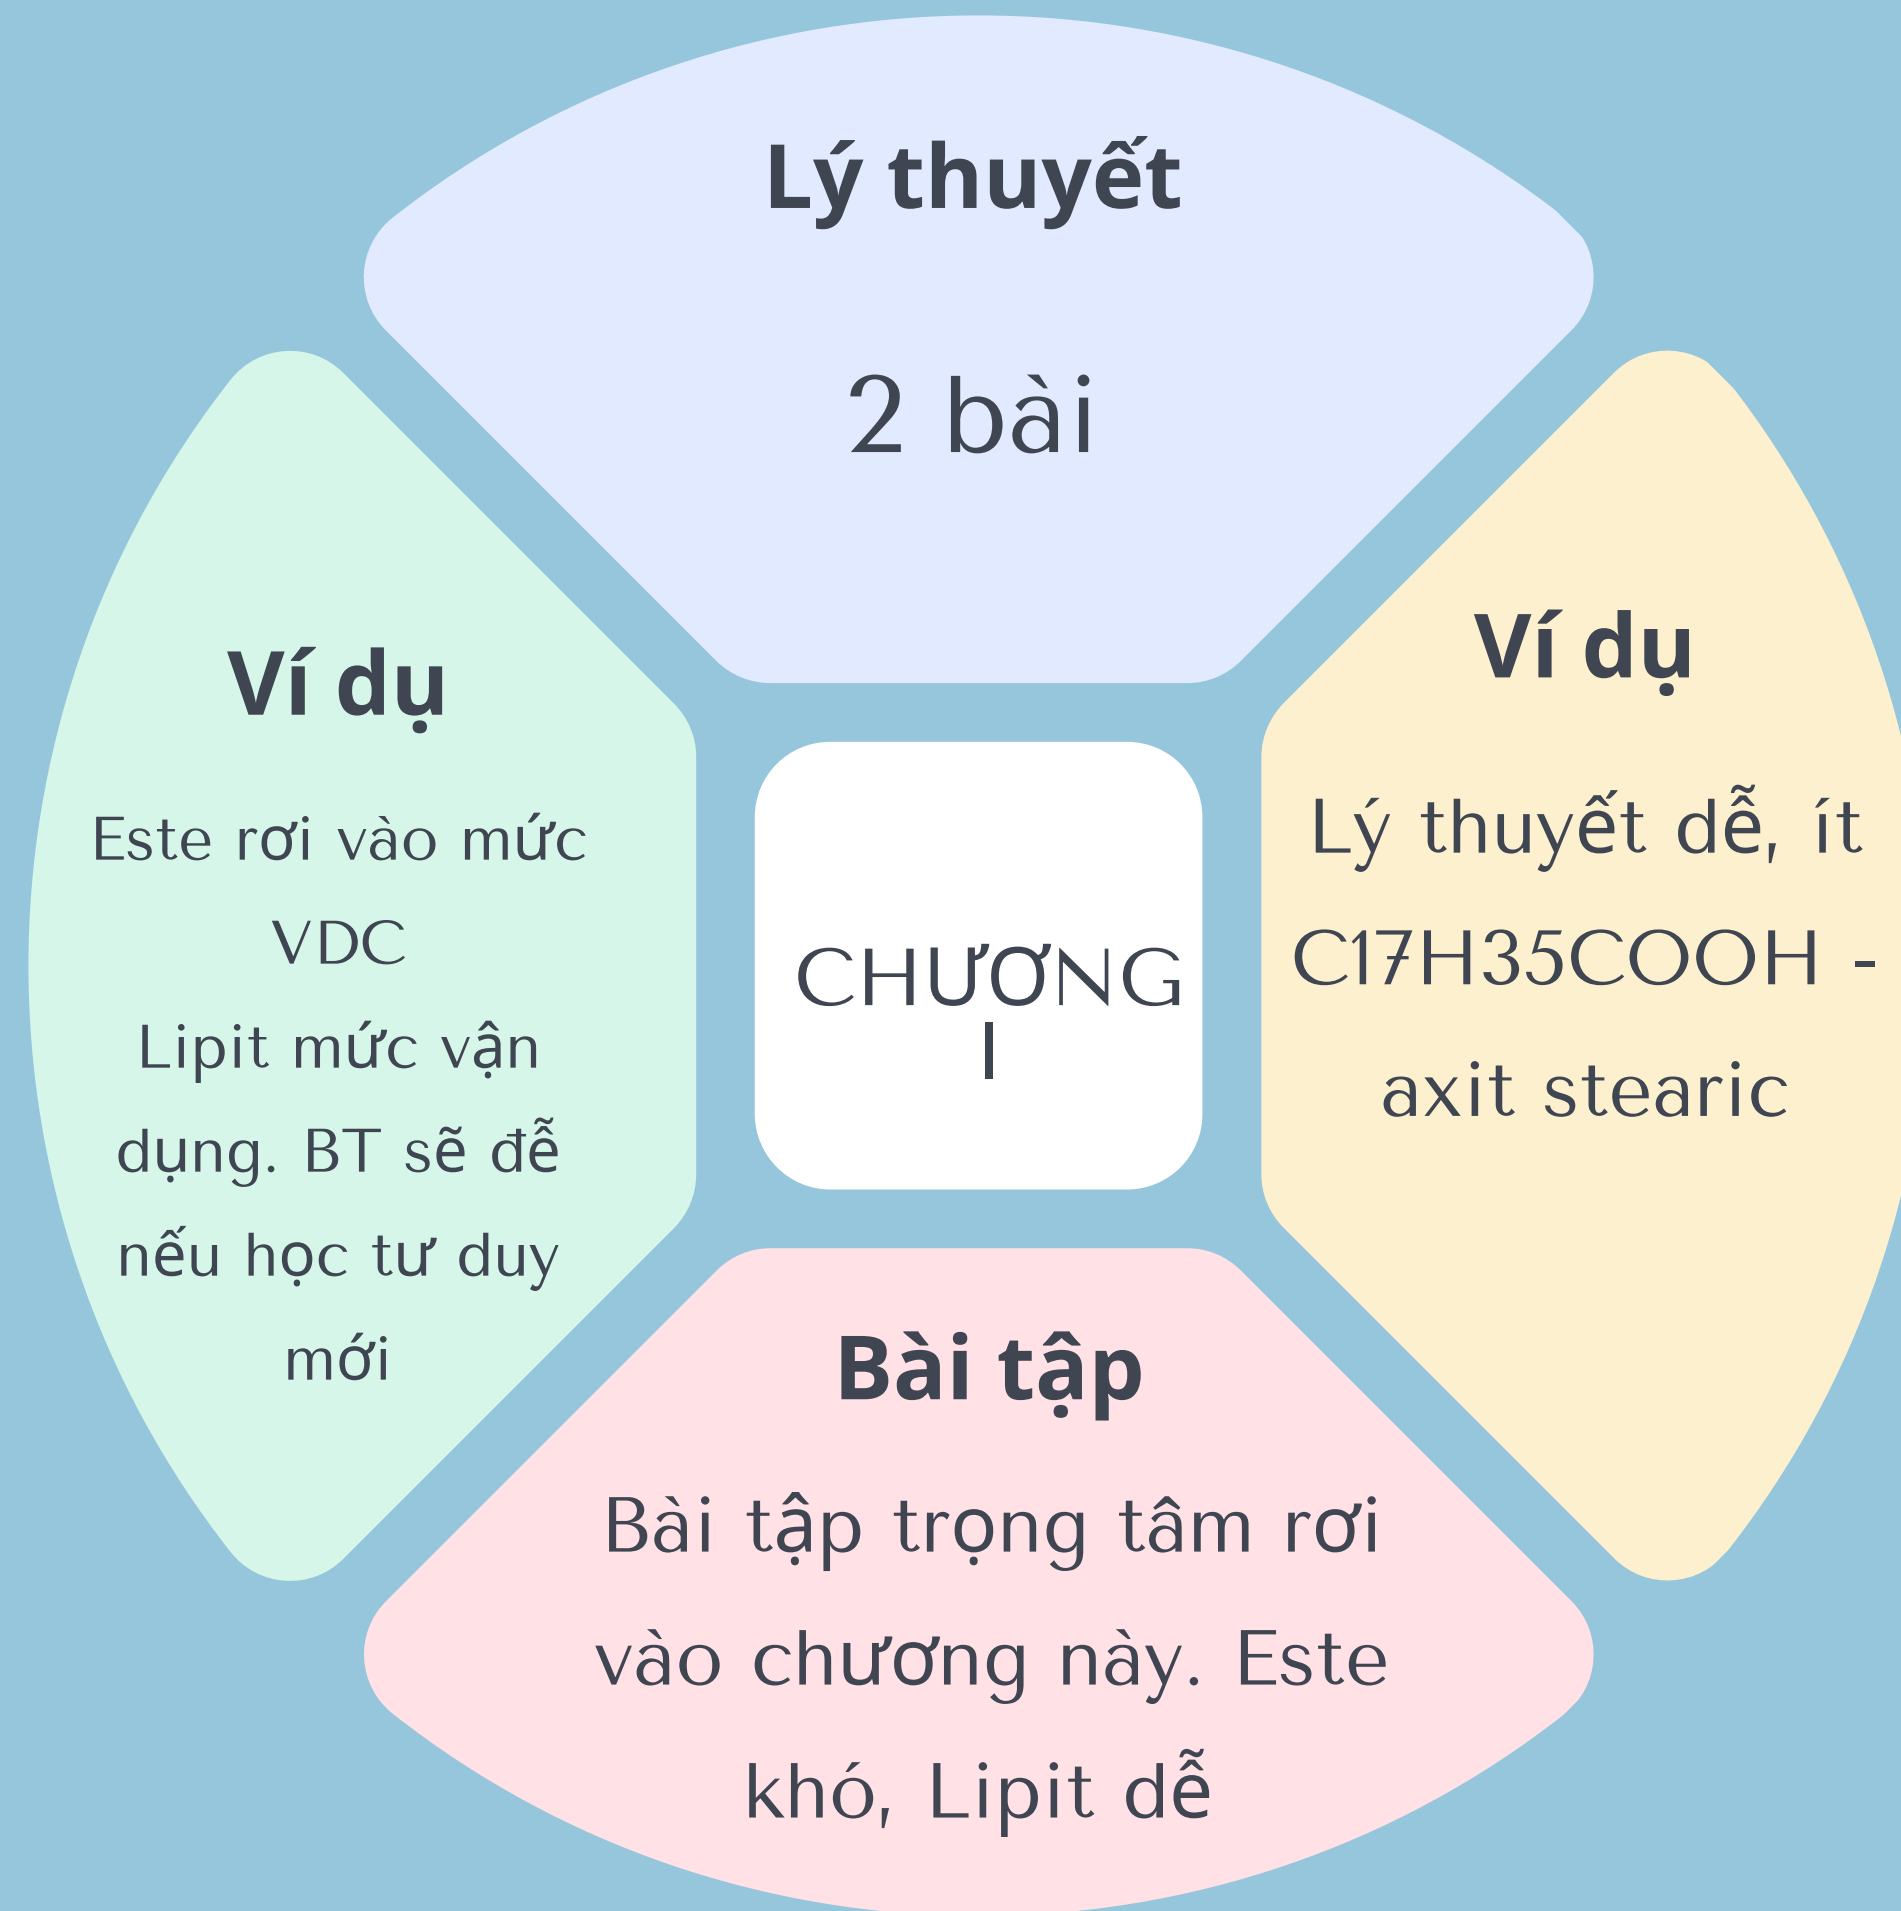 Lý thuyết
2 bài
Ví dụ
Este rơi vào mức
VDC
Lipit mức vận
dụng. BT sẽ đễ
nếu học tư duy
mới
CHƯƠNG
I
Ví dụ
Lý thuyết dễ, ít
C17H35COOH -
axit stearic
Bài tập
Bài tập trọng tâm rơi
vào chương này. Este
khó, Lipit dễ